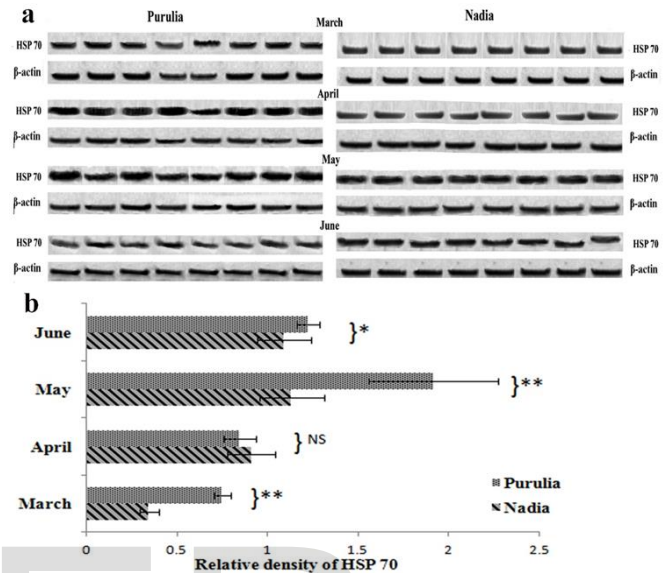 a
Purulia Nadia
March
HSP 70 HSP 70
β-actin β-actin
April
HSP 70 HSP 70
β-actin β-actin
May
HSP 70 HSP 70
β-actin β-actin
June
HSP 70 HSP 70
β-actin β-actin
b
June }*
May }**
April } NS
March }**
Purulia
Nadia
0 0.5 1 1.5 2 2.5
Relative density of HSP 70